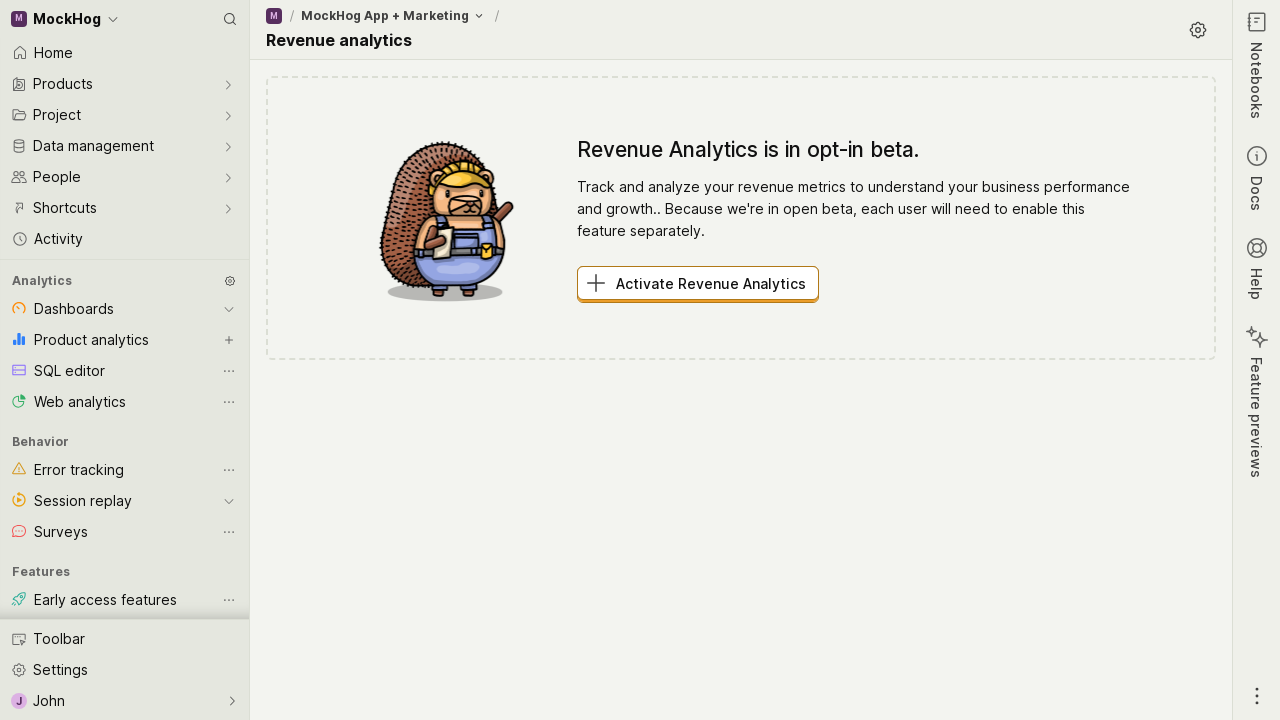 M
MockHog
Home
Products
Project
Data management
People
Shortcuts
Activity
Analytics
Dashboards
Product analytics
SQL editor
Web analytics
Behavior
Error tracking
Session replay
Surveys
Features
Early access features
Toolbar
Settings
J
John
M / MockHog App + Marketing /
Revenue analytics
Revenue Analytics is in opt-in beta.
Track and analyze your revenue metrics to understand your business performance
and growth.. Because we're in open beta, each user will need to enable this
feature separately.
Activate Revenue Analytics
Notebooks
Docs
Help
Feature previews